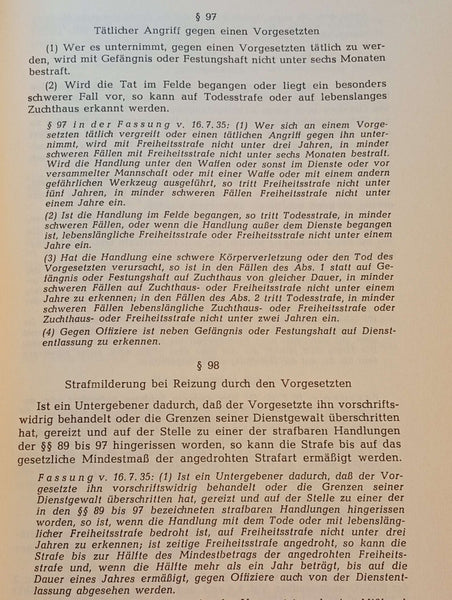 § 97
Tätlicher Angriff gegen einen Vorgesetzten
(1) Wer es unternimmt, gegen einen Vorgesetzten tätlich zu wer-
den, wird mit Gefängnis oder Festungshaft nicht unter sechs Monaten
bestraft.
(2) Wird die Tat im Felde begangen oder liegt ein besonders
schwerer Fall vor, so kann auf Todesstrafe oder auf lebenslanges
Zuchthaus erkannt werden.
§ 97 in der Fassung v. 16.7.35: (1) Wer sich an einem Vorge-
setzten tätlich vergreift oder einen tätlichen Angriff gegen ihn unter-
nimmt, wird mit Freiheitsstrafe nicht unter drei Jahren, in minder
schweren Fällen mit Freiheitsstrafe nicht unter sechs Monaten bestraft.
Wird die Handlung unter den Waffen oder sonst im Dienste oder vor
versammelter Mannschaft oder mit einer Waffe oder mit einem andern
gefährlichen Werkzeug ausgeführt, so tritt Freiheitsstrafe nicht unter
fünf Jahren, in minder schweren Fällen Freiheitsstrafe nicht unter
einem Jahre ein.
(2) Ist die Handlung im Felde begangen, so tritt Todesstrafe, in minder
schweren Fällen, oder wenn die Handlung außer dem Dienste begangen
ist, lebenslängliche Freiheitsstrafe oder Freiheitsstrafe nicht unter einem
Jahre ein.
(3) Hat die Handlung eine schwere Körperverletzung oder den Tod des
Vorgesetzten verursacht, so ist in den Fällen des Abs. 1 statt auf Ge-
fängnis oder Festungshaft auf Zuchthaus von gleicher Dauer, in minder
schweren Fällen auf Zuchthaus- oder Freiheitsstrafe nicht unter einem
Jahre zu erkennen; in den Fällen des Abs. 2 tritt Todesstrafe, in minder
schweren Fällen lebenslängliche Zuchthaus- oder Freiheitsstrafe oder
Zuchthaus- oder Freiheitsstrafe nicht unter zwei Jahren ein.
(4) Gegen Offiziere ist neben Gefängnis oder Festungshaft auf Dienst-
entlassung zu erkennen.
§ 98
Strafmilderung bei Reizung durch den Vorgesetzten
Ist ein Untergebener dadurch, daß der Vorgesetzte ihn vorschrifts-
widrig behandelt oder die Grenzen seiner Dienstgewalt überschritten
hat, gereizt und auf der Stelle zu einer der strafbaren Handlungen
der §§ 89 bis 97 hingerissen worden, so kann die Strafe bis auf das
gesetzliche Mindestmaß der angedrohten Strafart ermäßigt werden.
Fassung v. 16.7.35: (1) Ist ein Untergebener dadurch, daß der Vorge-
setzte ihn vorschriftswidrig behandelt oder die Grenzen seiner Dienst-
gewalt überschritten hat, gereizt und auf der Stelle zu einer der
in den §§ 89 bis 97 bezeichneten strafbaren Handlungen hingerissen
worden, so ist, wenn die Handlung mit dem Tode oder mit lebensläng-
licher Freiheitsstrafe bedroht ist, auf Freiheitsstrafe nicht unter drei
Jahren zu erkennen; ist zeitige Freiheitsstrafe angedroht, so kann die
Strafe bis zur Hälfte des Mindestbetrags der angedrohten Freiheits-
strafe und, wenn die Hälfte mehr als ein Jahr beträgt, bis auf die
Dauer eines Jahres ermäßigt, gegen Offiziere auch von der Dienstent-
lassung abgesehen werden.